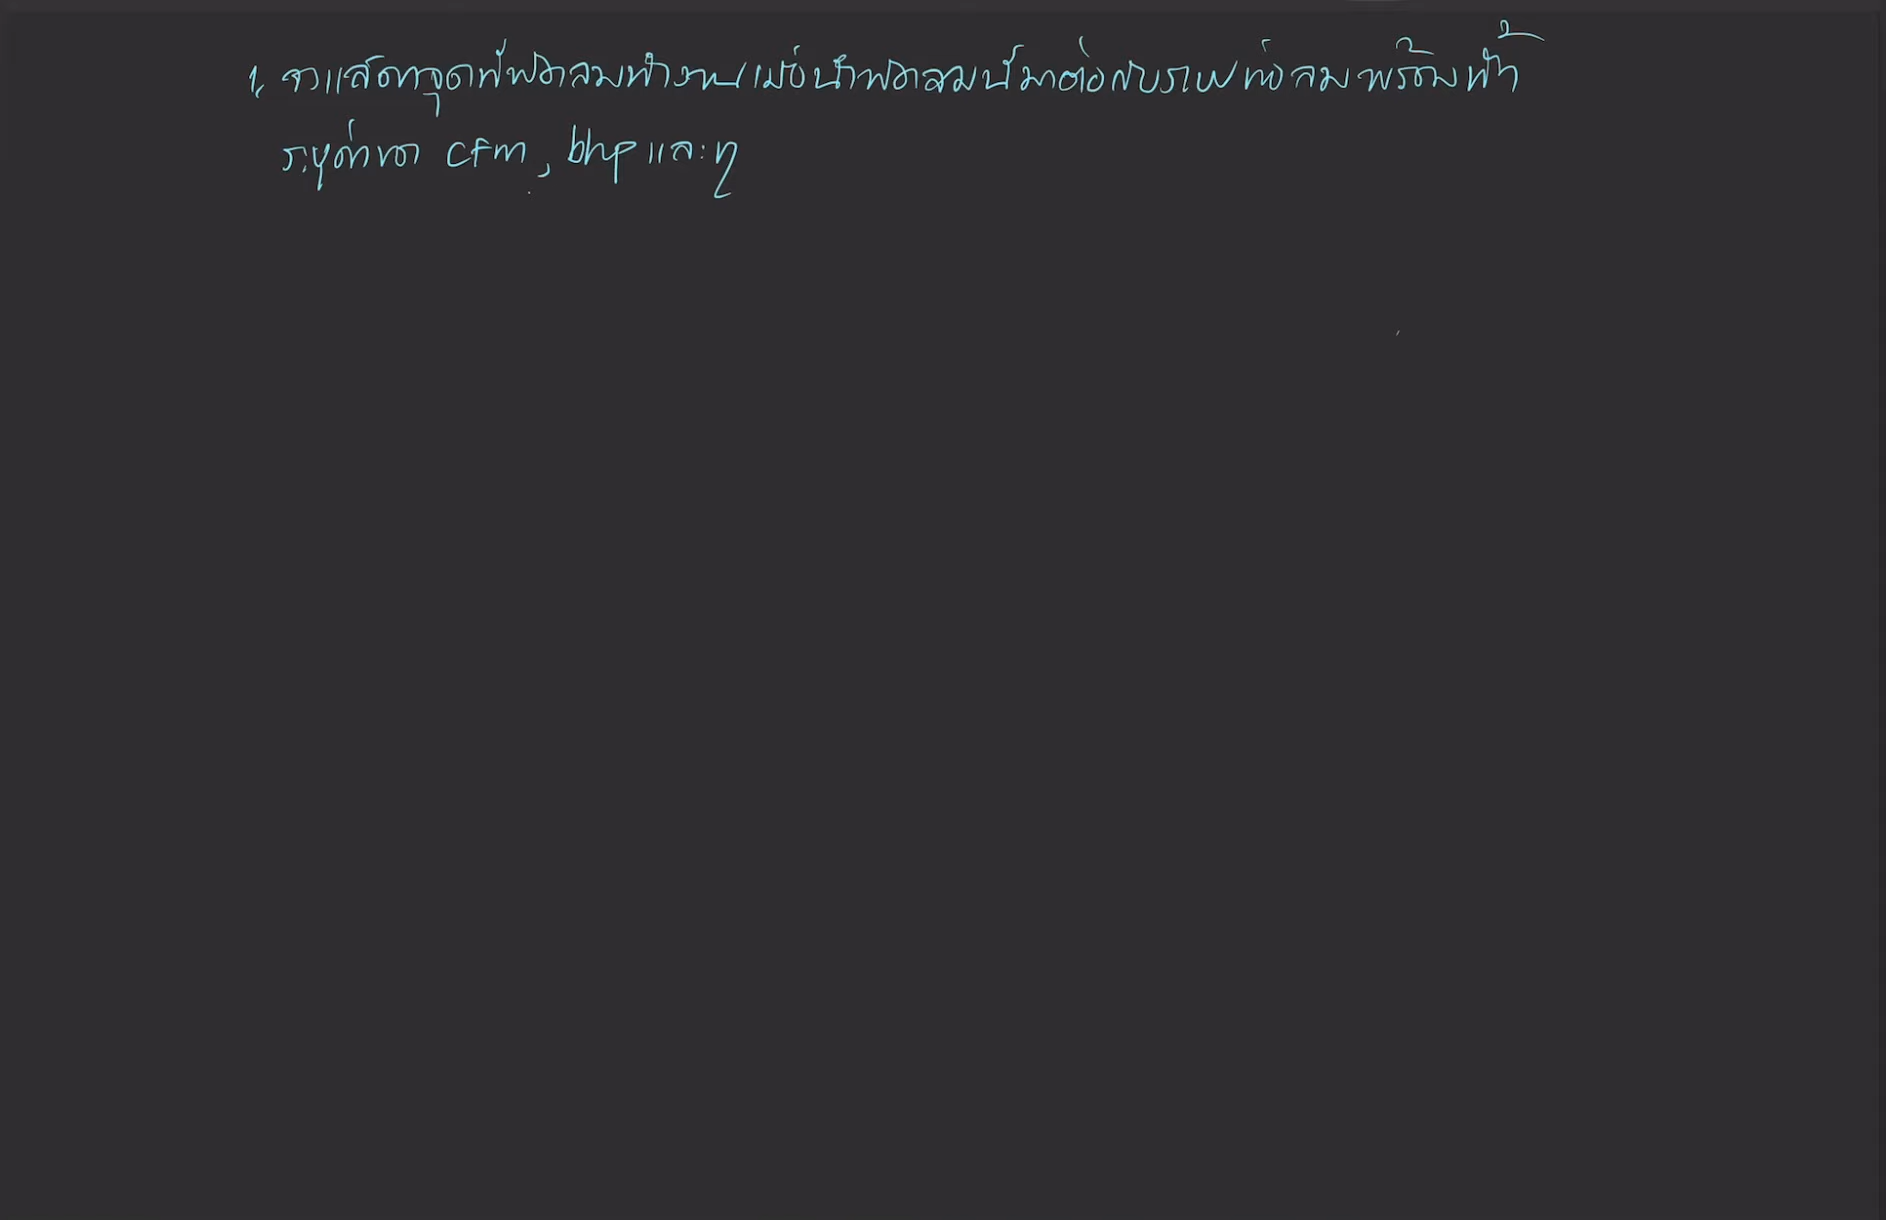 1. จงแสดงจุดที่พัดลมทำงานเมื่อนำพัดลมนี้มาต่อกับระบบท่อลมพร้อมทั้ง
ระบุค่าของ cfm, bhp และ η